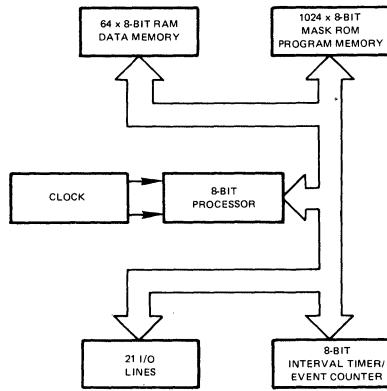 64 x 8-BIT RAM
DATA MEMORY
1024 x 8-BIT
MASK ROM
PROGRAM MEMORY
CLOCK
8-BIT
PROCESSOR
21 I/O
LINES
8-BIT
INTERVAL TIMER/
EVENT COUNTER